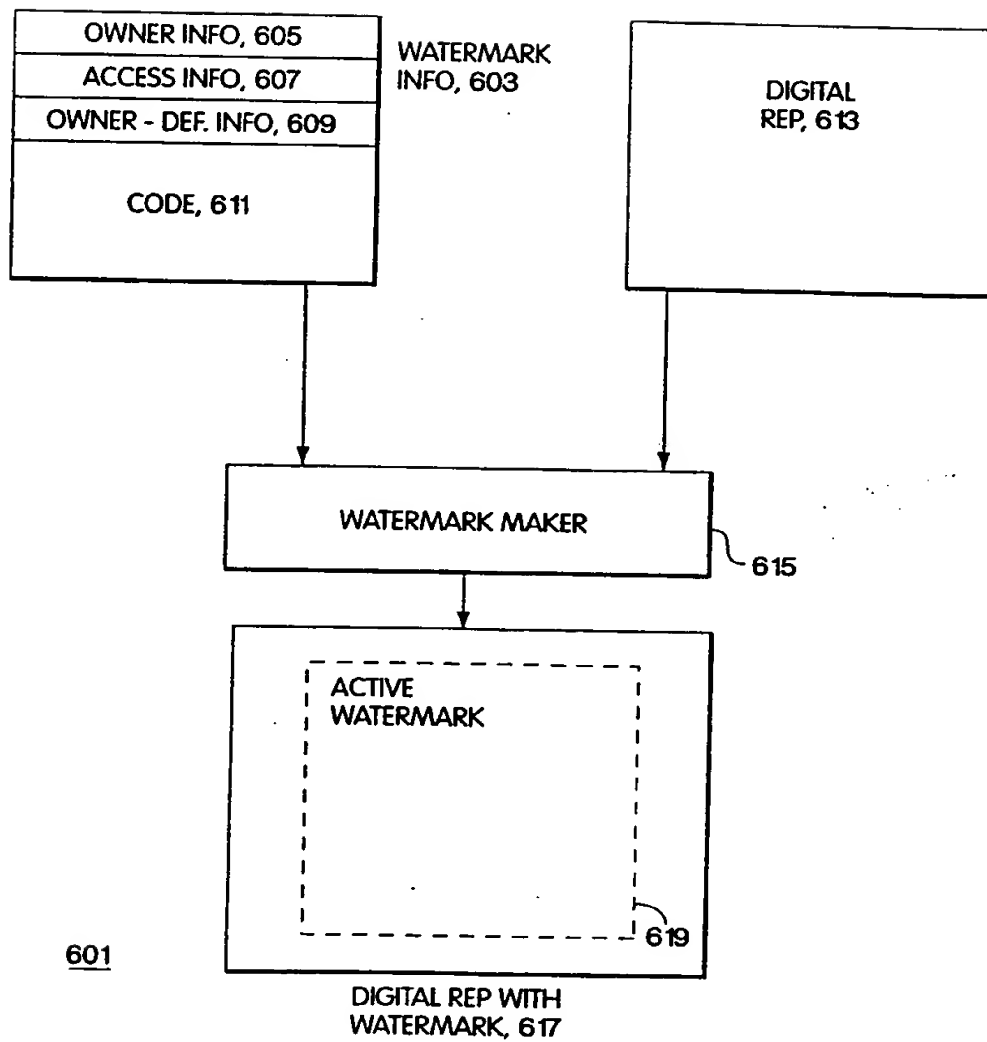 OWNER INFO, 605
ACCESS INFO, 607
OWNER - DEF. INFO, 609
CODE, 611
WATERMARK
INFO, 603
DIGITAL
REP, 613
WATERMARK MAKER
615
ACTIVE
WATERMARK
619
601
DIGITAL REP WITH
WATERMARK, 617